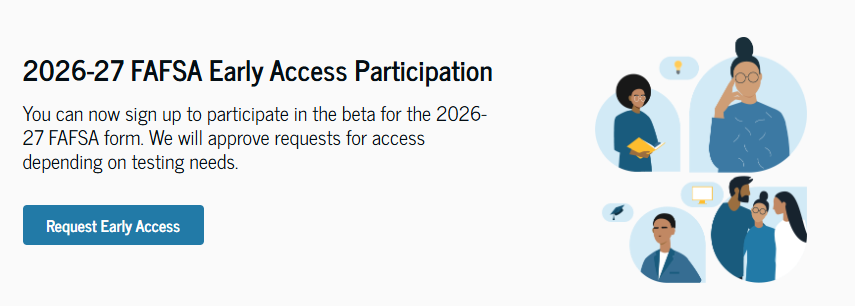 2026-27 FAFSA Early Access Participation
You can now sign up to participate in the beta for the 2026-
27 FAFSA form. We will approve requests for access
depending on testing needs.
Request Early Access